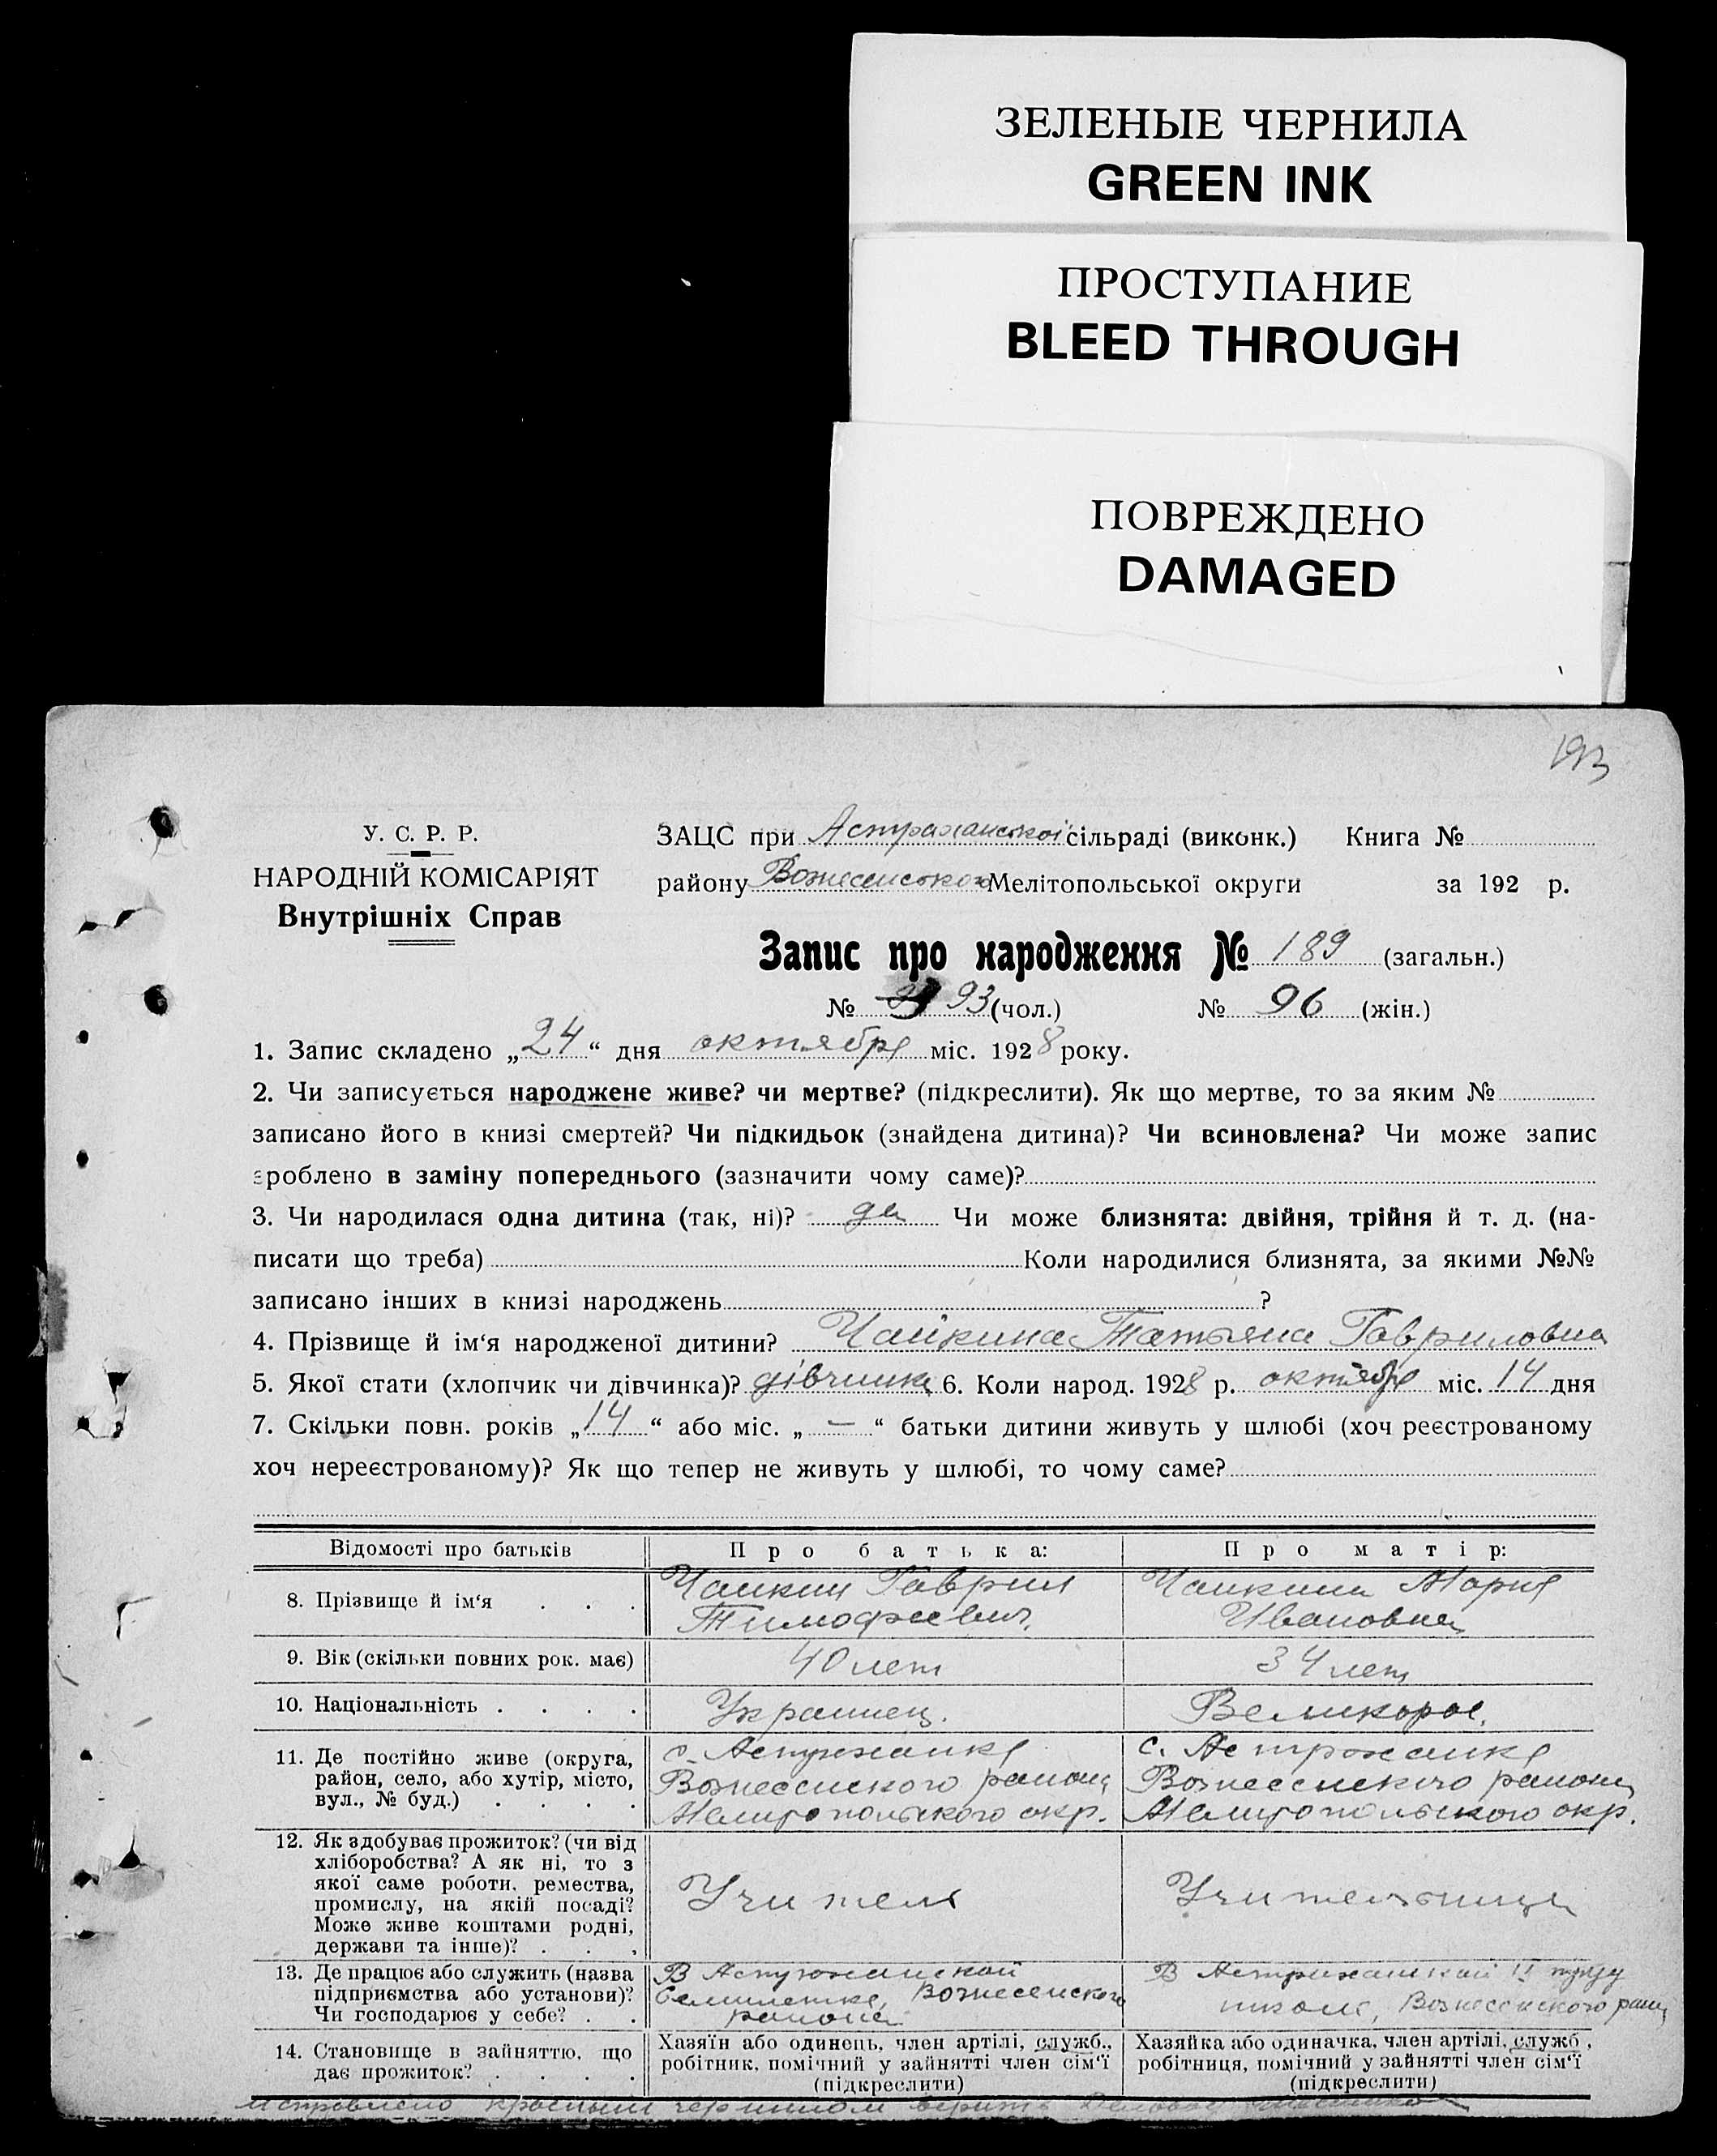 ЗЕЛЕНЫЕ ЧЕРНИЛА
GREEN INK
ПРОСТУПАНИЕ
BLEED THROUGH
ПОВРЕЖДЕНО
DAMAGED
193
У. С. Р. Р.
НАРОДНІЙ КОМІСАРІЯТ
Внутрішніх Справ
ЗАЦС при Астраханской сільраді (виконк.) Книга №
району Вознесенского Мелітопольської округи за 192 р.
Запис про народження № 189 (загальн.)
№ 93 (чол.) № 96 (жін.)
1. Запис складено „24“ дня октября міс. 1928 року.
2. Чи записується народжене живе? чи мертве? (підкреслити). Як що мертве, то за яким №
записано його в книзі смертей? Чи підкидьок (знайдена дитина)? Чи всиновлена? Чи може запис
зроблено в заміну попереднього (зазначити чому саме)?
3. Чи народилася одна дитина (так, ні)? да Чи може близнята: двійня, трійня й т. д. (на-
писати що треба) Коли народилися близнята, за якими №№
записано інших в книзі народжень ?
4. Прізвище й ім‘я народженої дитини? Чайкина Татьяна Гавриловна
5. Якої стати (хлопчик чи дівчинка)? дівчинка 6. Коли народ. 1928 р. октября міс. 14 дня
7. Скільки повн. років „14“ або міс. „—“ батьки дитини живуть у шлюбі (хоч реєстрованому
хоч нереєстрованому)? Як що тепер не живуть у шлюбі, то чому саме?
Відомості про батьків Про батька: Про матір:
8. Прізвище й ім‘я . . .
Чайкин Гаврил
Тимофеевич.
Чайкина Мария
Ивановна
9. Вік (скільки повних рок. має) 40 лет 34 лет
10. Національність . . . . Украинец. Великорос.
11. Де постійно живе (округа,
район, село, або хутір, місто,
вул., № буд.) . . . .
с. Астраханка
Вознесенского района
Мелитопольского окр.
с. Астраханка
Вознесенского района
Мелитопольского окр.
12. Як здобуває прожиток? (чи від
хліборобства? А як ні, то з
якої саме роботи, ремества,
промислу, на якій посаді?
Може живе коштами родні,
держави та інше)? . . .
Учитель
Учительница
13. Де працює або служить (назва
підприємства або установи)?
Чи господарює у себе? . .
В Астраханской
Семилетке, Вознесенского
района
В Астраханской
школе, Вознесенского района
14. Становище в зайняттю, що
дає прожиток? . . . .
Хазяїн або одинець, член артілі, служб.,
робітник, помічний у зайнятті член сім‘ї
(підкреслити)
Хазяйка або одиначка, член артілі, служб.,
робітниця, помічний у зайнятті член сім‘ї
(підкреслити)
исправлено красным чернилом верить